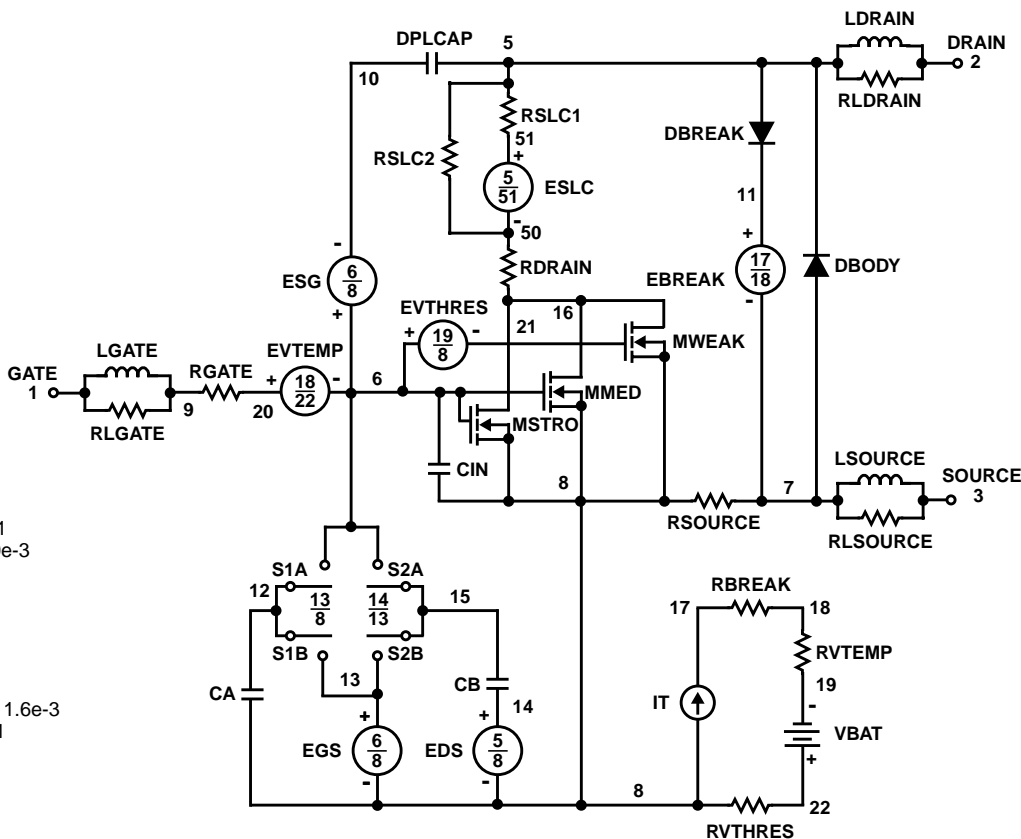 LDRAIN
DPLCAP
5
DRAIN
10
2
RSLC1
RLDRAIN
51
DBREAK
RSLC2
+
5
51
ESLC
11
-
50
-
+
6
8
ESG
RDRAIN
17
18
EBREAK
DBODY
EVTHRES
16
-
+
+
-
21
19
8
MWEAK
LGATE
EVTEMP
GATE
RGATE
1
+
18
22
-
6
MMED
9
20
RLGATE
MSTRO
LSOURCE
CIN
SOURCE
8
7
3
RSOURCE
RLSOURCE
1
e-3
S1A
S2A
12
13
8
14
13
15
RBREAK
17
18
S1B
S2B
RVTEMP
13
CB
19
CA
1.6e-3
14
IT
-
+
+
VBAT
EGS
6
8
EDS
5
8
+
-
-
8
22
RVTHRES